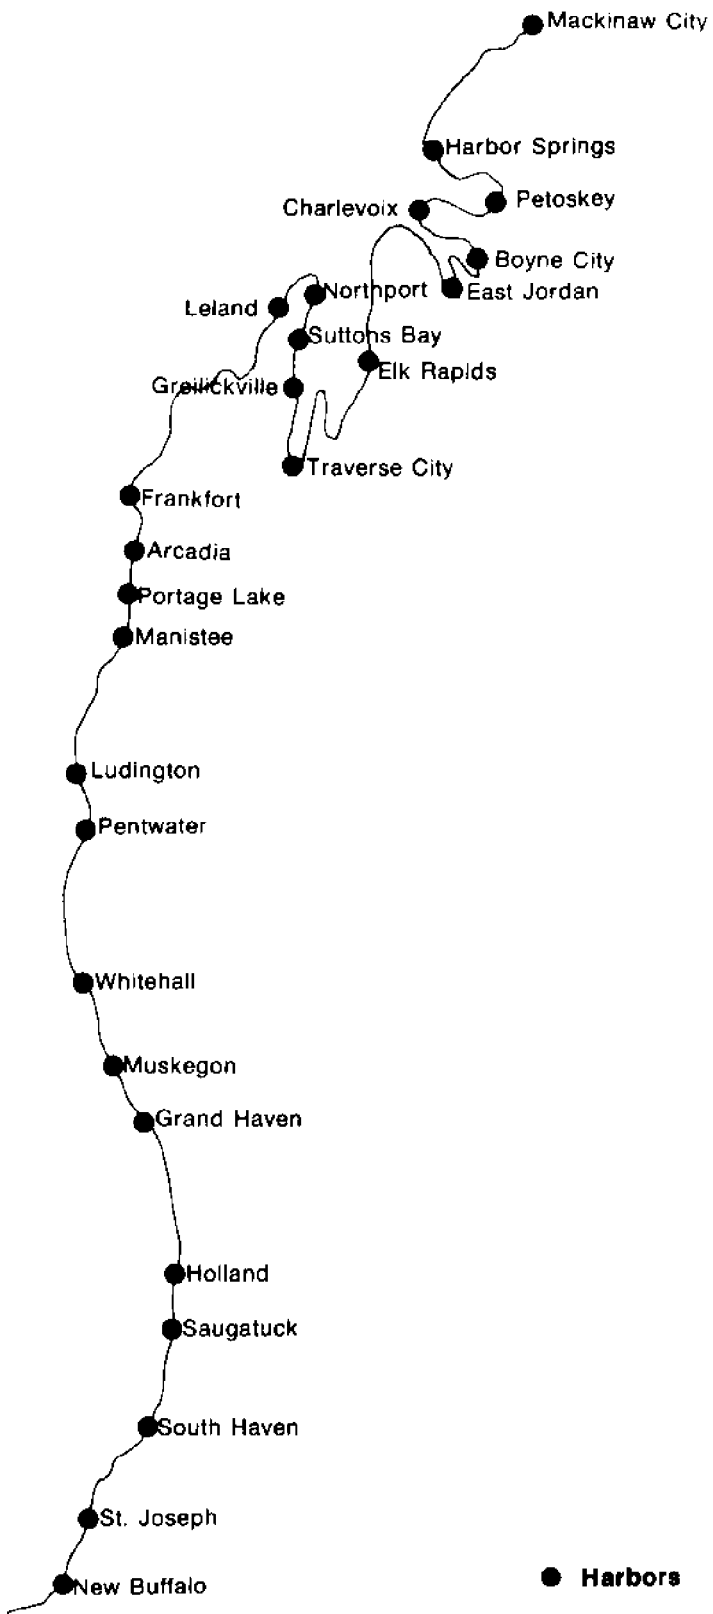 Mackinaw City
Harbor Springs
Petoskey
Charlevoix
Boyne City
East Jordan
Northport
Leland
Suttons Bay
Elk Rapids
Greilickville
Traverse City
Frankfort
Arcadia
Portage Lake
Manistee
Ludington
Pentwater
Whitehall
Muskegon
Grand Haven
Holland
Saugatuck
South Haven
St. Joseph
New Buffalo
Harbors